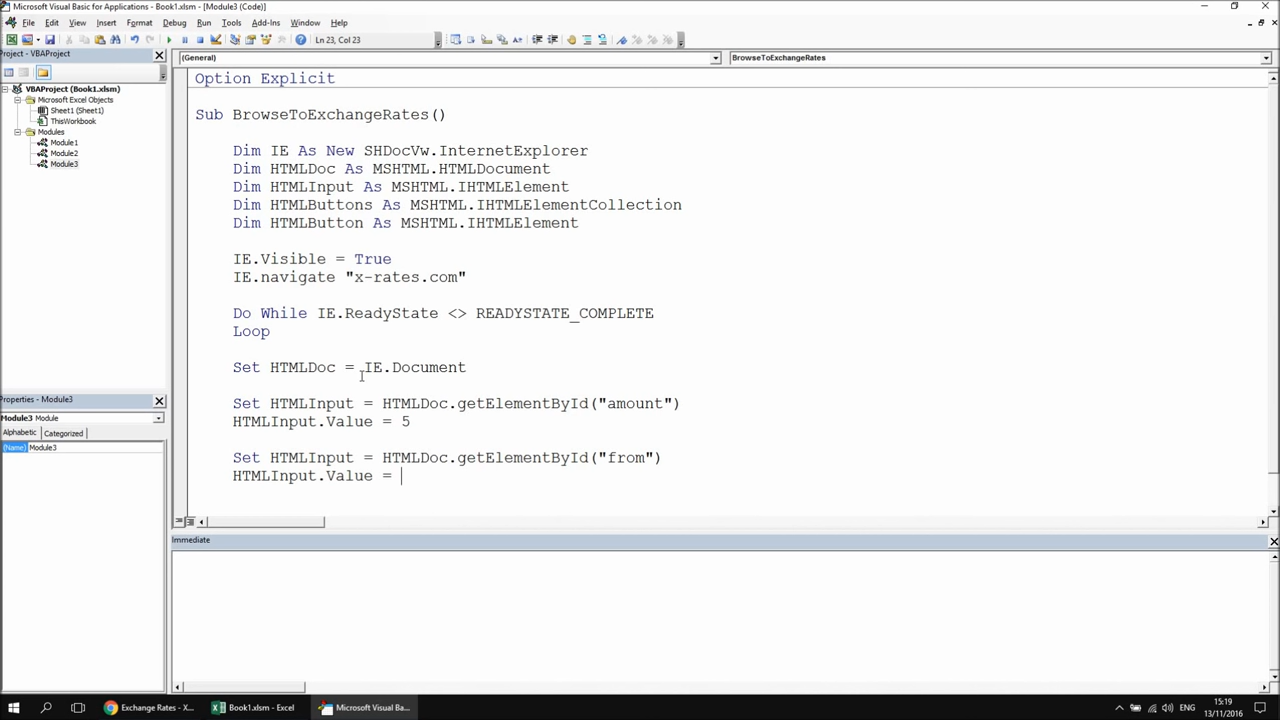 Microsoft Visual Basic for Applications - Book1.xlsm - [Module3 (Code)]
File Edit View Insert Format Debug Run Tools Add-Ins Window Help
Ln 23, Col 23
Project - VBAProject
(General) BrowseToExchangeRates
VBAProject (Book1.xlsm)
Microsoft Excel Objects
Sheet1 (Sheet1)
ThisWorkbook
Modules
Module1
Module2
Module3
Option Explicit
Sub BrowseToExchangeRates()
Dim IE As New SHDocVw.InternetExplorer
Dim HTMLDoc As MSHTML.HTMLDocument
Dim HTMLInput As MSHTML.IHTMLElement
Dim HTMLButtons As MSHTML.IHTMLElementCollection
Dim HTMLButton As MSHTML.IHTMLElement
IE.Visible = True
IE.navigate "x-rates.com"
Do While IE.ReadyState <> READYSTATE_COMPLETE
Loop
Set HTMLDoc = IE.Document
Set HTMLInput = HTMLDoc.getElementById("amount")
HTMLInput.Value = 5
Set HTMLInput = HTMLDoc.getElementById("from")
HTMLInput.Value =
Properties - Module3
Module3 Module
Alphabetic Categorized
(Name) Module3
Immediate
Exchange Rates - X...
Book1.xlsm - Excel
Microsoft Visual Ba...
ENG
15:19
13/11/2016